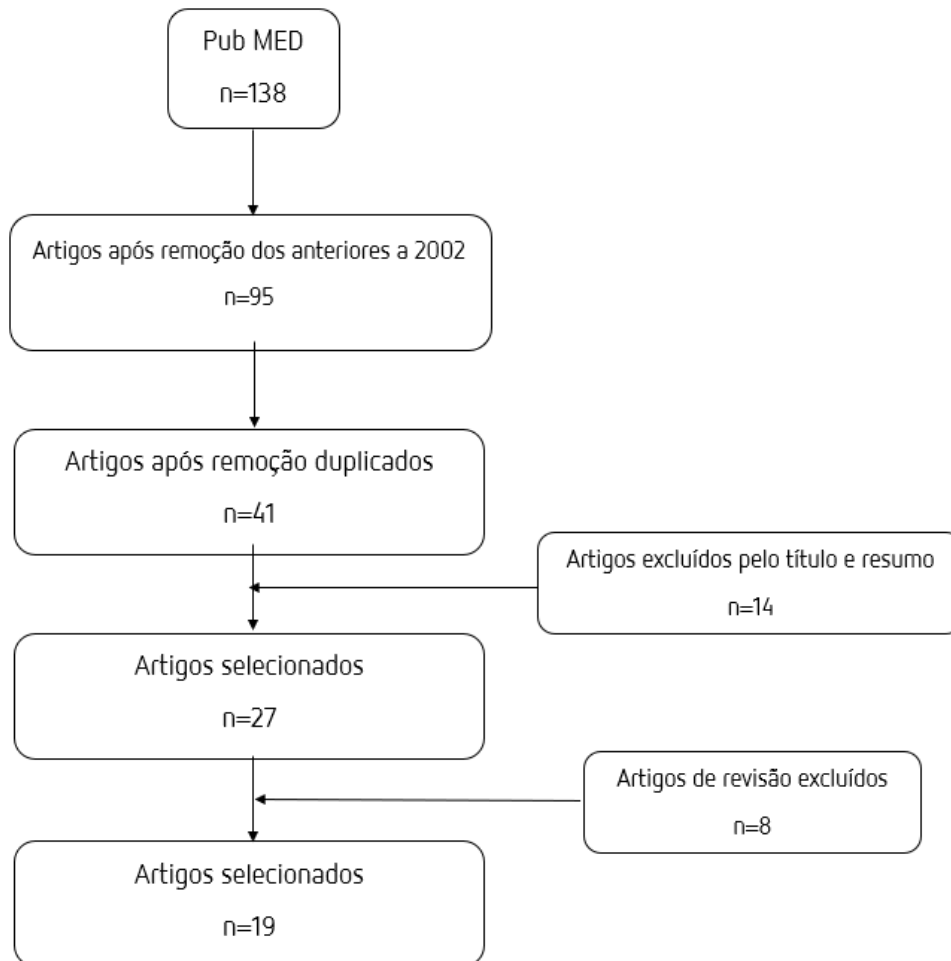 Pub MED
n=138
Artigos após remoção dos anteriores a 2002
n=95
Artigos após remoção duplicados
n=41
Artigos excluídos pelo título e resumo
n=14
Artigos selecionados
n=27
Artigos de revisão excluídos
n=8
Artigos selecionados
n=19